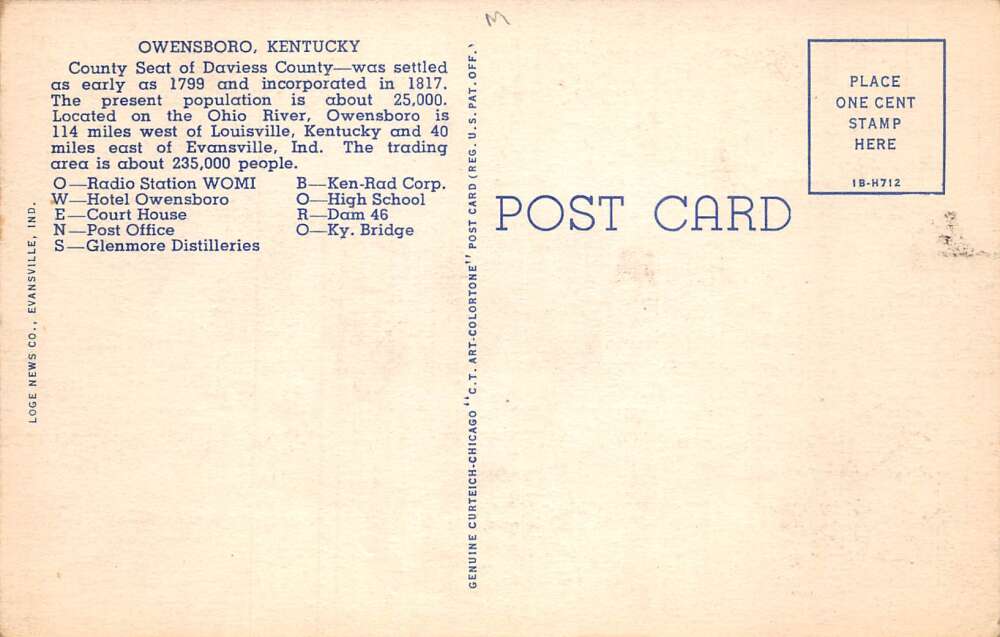 M
OWENSBORO, KENTUCKY
County Seat of Daviess County—was settled
as early as 1799 and incorporated in 1817.
The present population is about 25,000.
Located on the Ohio River, Owensboro is
114 miles west of Louisville, Kentucky and 40
miles east of Evansville, Ind. The trading
area is about 235,000 people.
O—Radio Station WOMI
W—Hotel Owensboro
E—Court House
N—Post Office
S—Glenmore Distilleries
B—Ken-Rad Corp.
O—High School
R—Dam 46
O—Ky. Bridge
LOGE NEWS CO., EVANSVILLE, IND.
GENUINE CURTEICH-CHICAGO "C.T. ART-COLORTONE" POST CARD (REG. U.S. PAT. OFF.)
POST CARD
PLACE
ONE CENT
STAMP
HERE
1B-H712